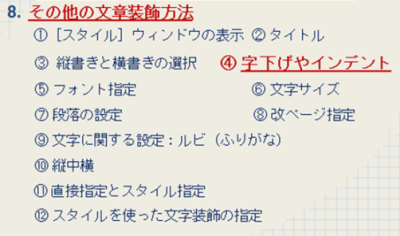 8. その他の文章装飾方法
① [スタイル] ウィンドウの表示 ② タイトル
③ 縦書きと横書きの選択 ④ 字下げやインデント
⑤ フォント指定 ⑥ 文字サイズ
⑦ 段落の設定 ⑧ 改ページ指定
⑨ 文字に関する設定：ルビ（ふりがな）
⑩ 縦中横
⑪ 直接指定とスタイル指定
⑫ スタイルを使った文字装飾の指定